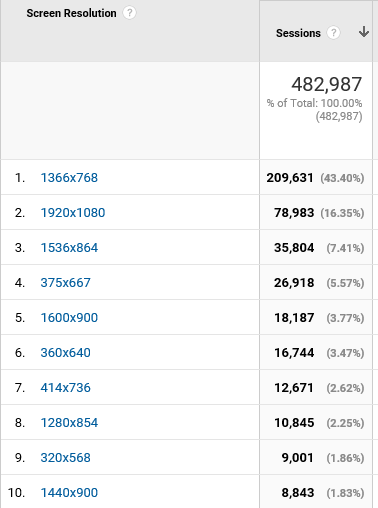 Screen Resolution ?
Sessions ?
482,987
% of Total: 100.00%
(482,987)
1. 1366x768 209,631 (43.40%)
2. 1920x1080 78,983 (16.35%)
3. 1536x864 35,804 (7.41%)
4. 375x667 26,918 (5.57%)
5. 1600x900 18,187 (3.77%)
6. 360x640 16,744 (3.47%)
7. 414x736 12,671 (2.62%)
8. 1280x854 10,845 (2.25%)
9. 320x568 9,001 (1.86%)
10. 1440x900 8,843 (1.83%)